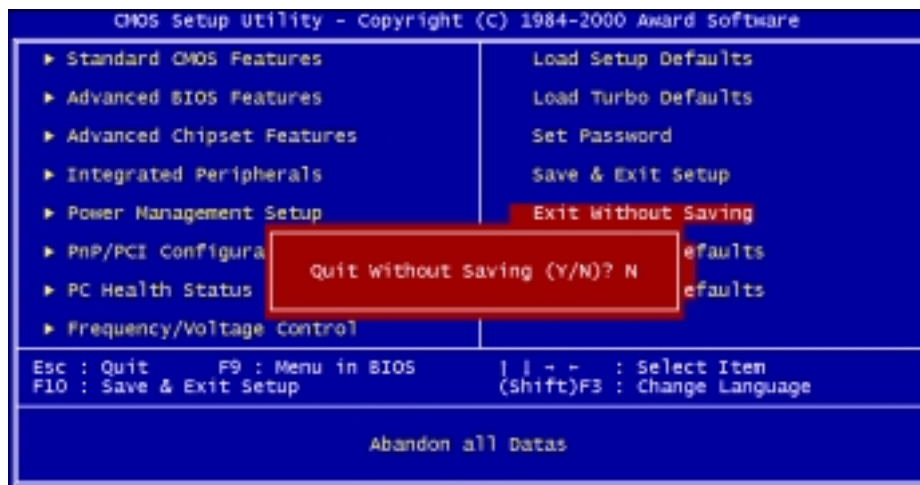 CMOS Setup Utility - Copyright (C) 1984-2000 Award Software
▶ Standard CMOS Features
▶ Advanced BIOS Features
▶ Advanced Chipset Features
▶ Integrated Peripherals
▶ Power Management Setup
▶ PnP/PCI Configura
▶ PC Health Status
▶ Frequency/Voltage Control
Load Setup Defaults
Load Turbo Defaults
Set Password
Save & Exit Setup
Exit Without Saving
efaults
efaults
Quit Without Saving (Y/N)? N
Esc : Quit F9 : Menu in BIOS
F10 : Save & Exit Setup
↑ ↓ → ← : Select Item
(Shift)F3 : Change Language
Abandon all Datas